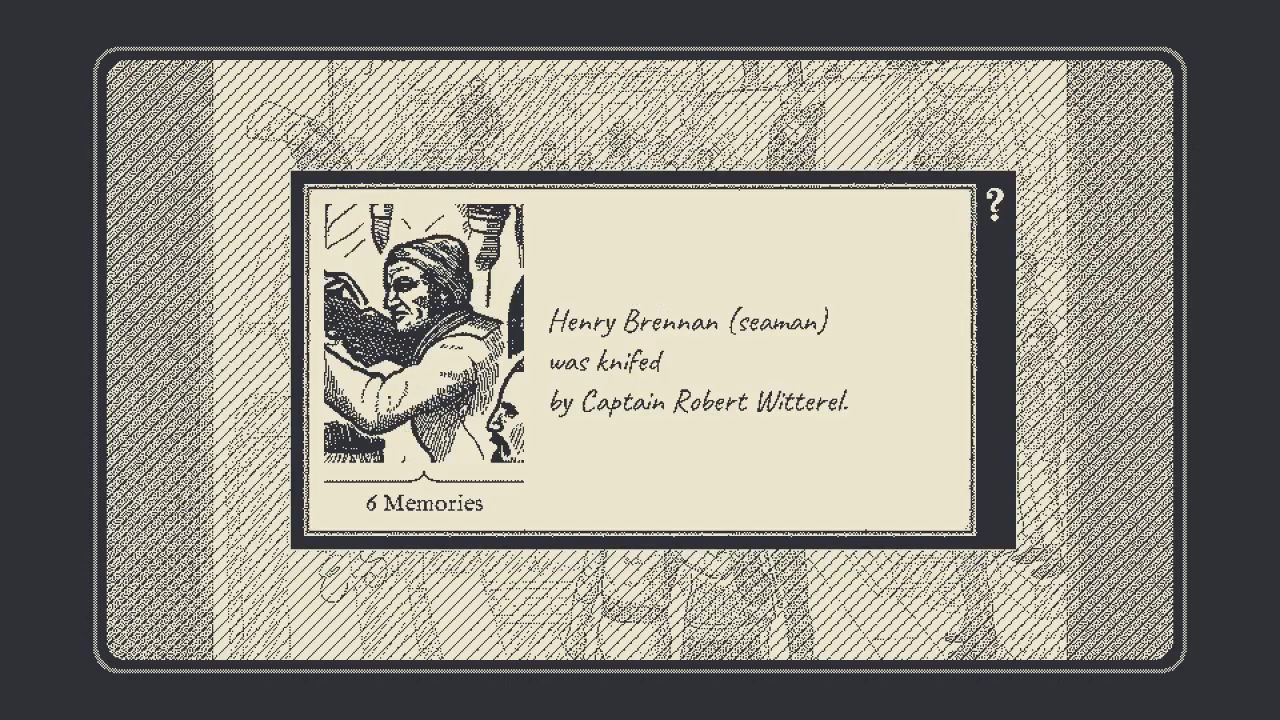 ?
Henry Brennan (seaman)
was knifed
by Captain Robert Witterel.
6 Memories